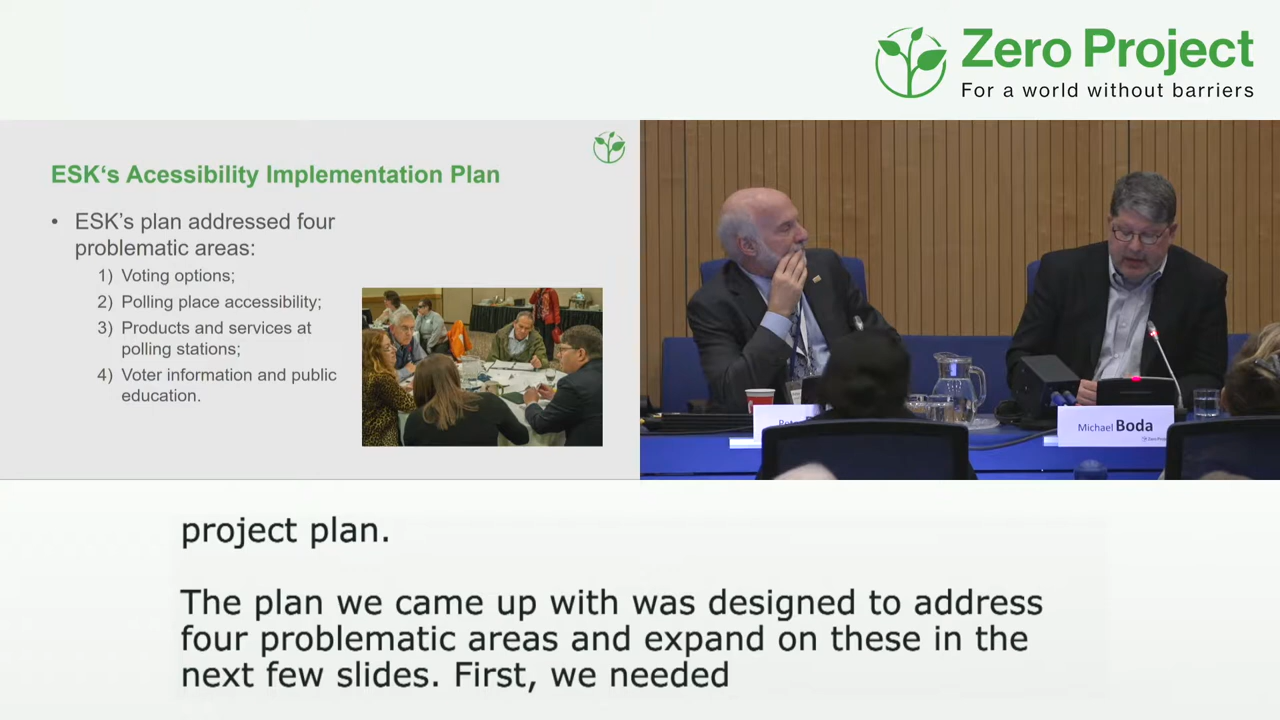 Zero Project
For a world without barriers
ESK‘s Acessibility Implementation Plan
• ESK’s plan addressed four
problematic areas:
1) Voting options;
2) Polling place accessibility;
3) Products and services at
polling stations;
4) Voter information and public
education.
Michael Boda
project plan.
The plan we came up with was designed to address
four problematic areas and expand on these in the
next few slides. First, we needed